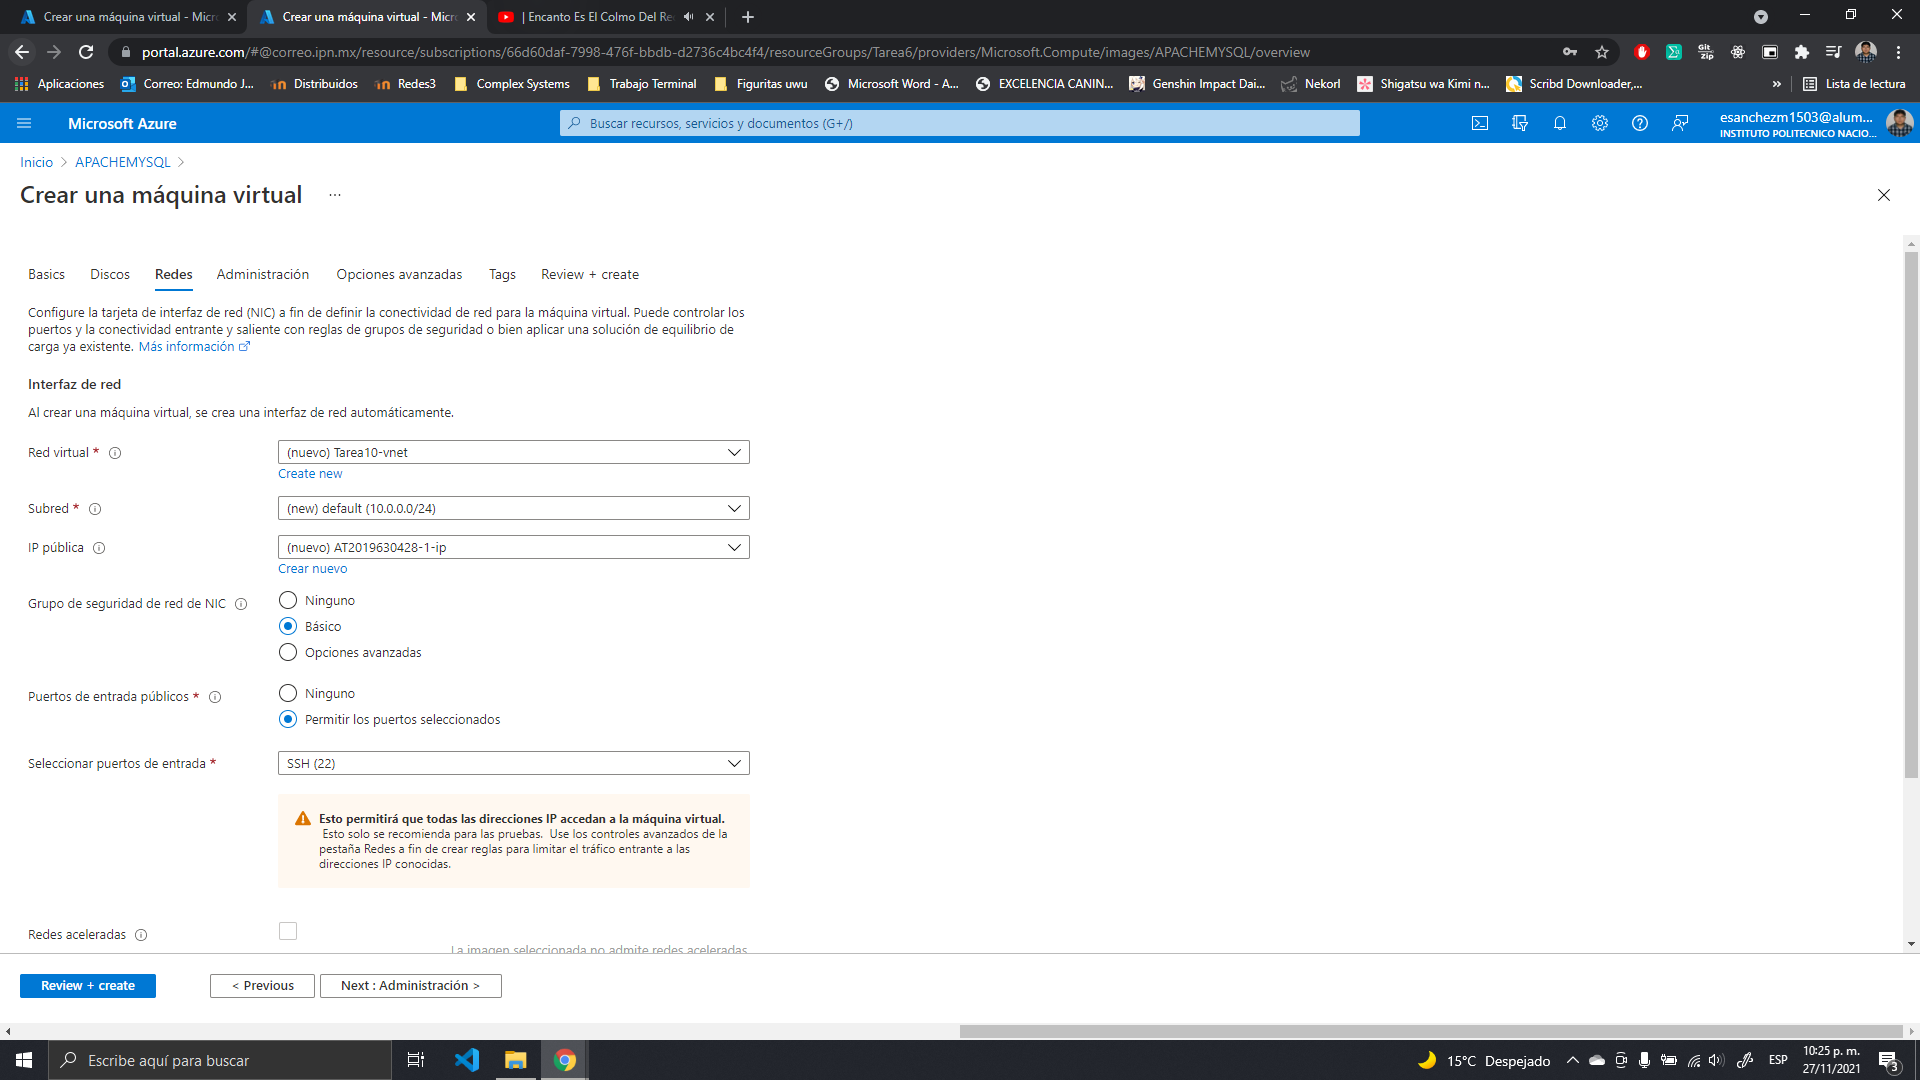 Crear una máquina virtual - Micr
Crear una máquina virtual - Micr
| Encanto Es El Colmo Del Re
portal.azure.com/#@correo.ipn.mx/resource/subscriptions/66d60daf-7998-476f-bbdb-d2736c4bc4f4/resourceGroups/Tarea6/providers/Microsoft.Compute/images/APACHEMYSQL/overview
Aplicaciones
Correo: Edmundo J...
Distribuidos
Redes3
Complex Systems
Trabajo Terminal
Figuritas uwu
Microsoft Word - A...
EXCELENCIA CANIN...
Genshin Impact Dai...
Nekorl
Shigatsu wa Kimi n...
Scribd Downloader,...
»
Lista de lectura
Microsoft Azure
Buscar recursos, servicios y documentos (G+/)
esanchezm1503@alum...
INSTITUTO POLITECNICO NACIO...
Inicio > APACHEMYSQL >
Crear una máquina virtual ...
Basics
Discos
Redes
Administración
Opciones avanzadas
Tags
Review + create
Configure la tarjeta de interfaz de red (NIC) a fin de definir la conectividad de red para la máquina virtual. Puede controlar los
puertos y la conectividad entrante y saliente con reglas de grupos de seguridad o bien aplicar una solución de equilibrio de
carga ya existente. Más información
Interfaz de red
Al crear una máquina virtual, se crea una interfaz de red automáticamente.
Red virtual *
(nuevo) Tarea10-vnet
Create new
Subred *
(new) default (10.0.0.0/24)
IP pública
(nuevo) AT2019630428-1-ip
Crear nuevo
Grupo de seguridad de red de NIC
Ninguno
Básico
Opciones avanzadas
Puertos de entrada públicos *
Ninguno
Permitir los puertos seleccionados
Seleccionar puertos de entrada *
SSH (22)
Esto permitirá que todas las direcciones IP accedan a la máquina virtual.
Esto solo se recomienda para las pruebas. Use los controles avanzados de la
pestaña Redes a fin de crear reglas para limitar el tráfico entrante a las
direcciones IP conocidas.
Redes aceleradas
La imagen seleccionada no admite redes aceleradas.
Review + create
< Previous
Next : Administración >
Escribe aquí para buscar
15°C Despejado
ESP
10:25 p. m.
27/11/2021
3